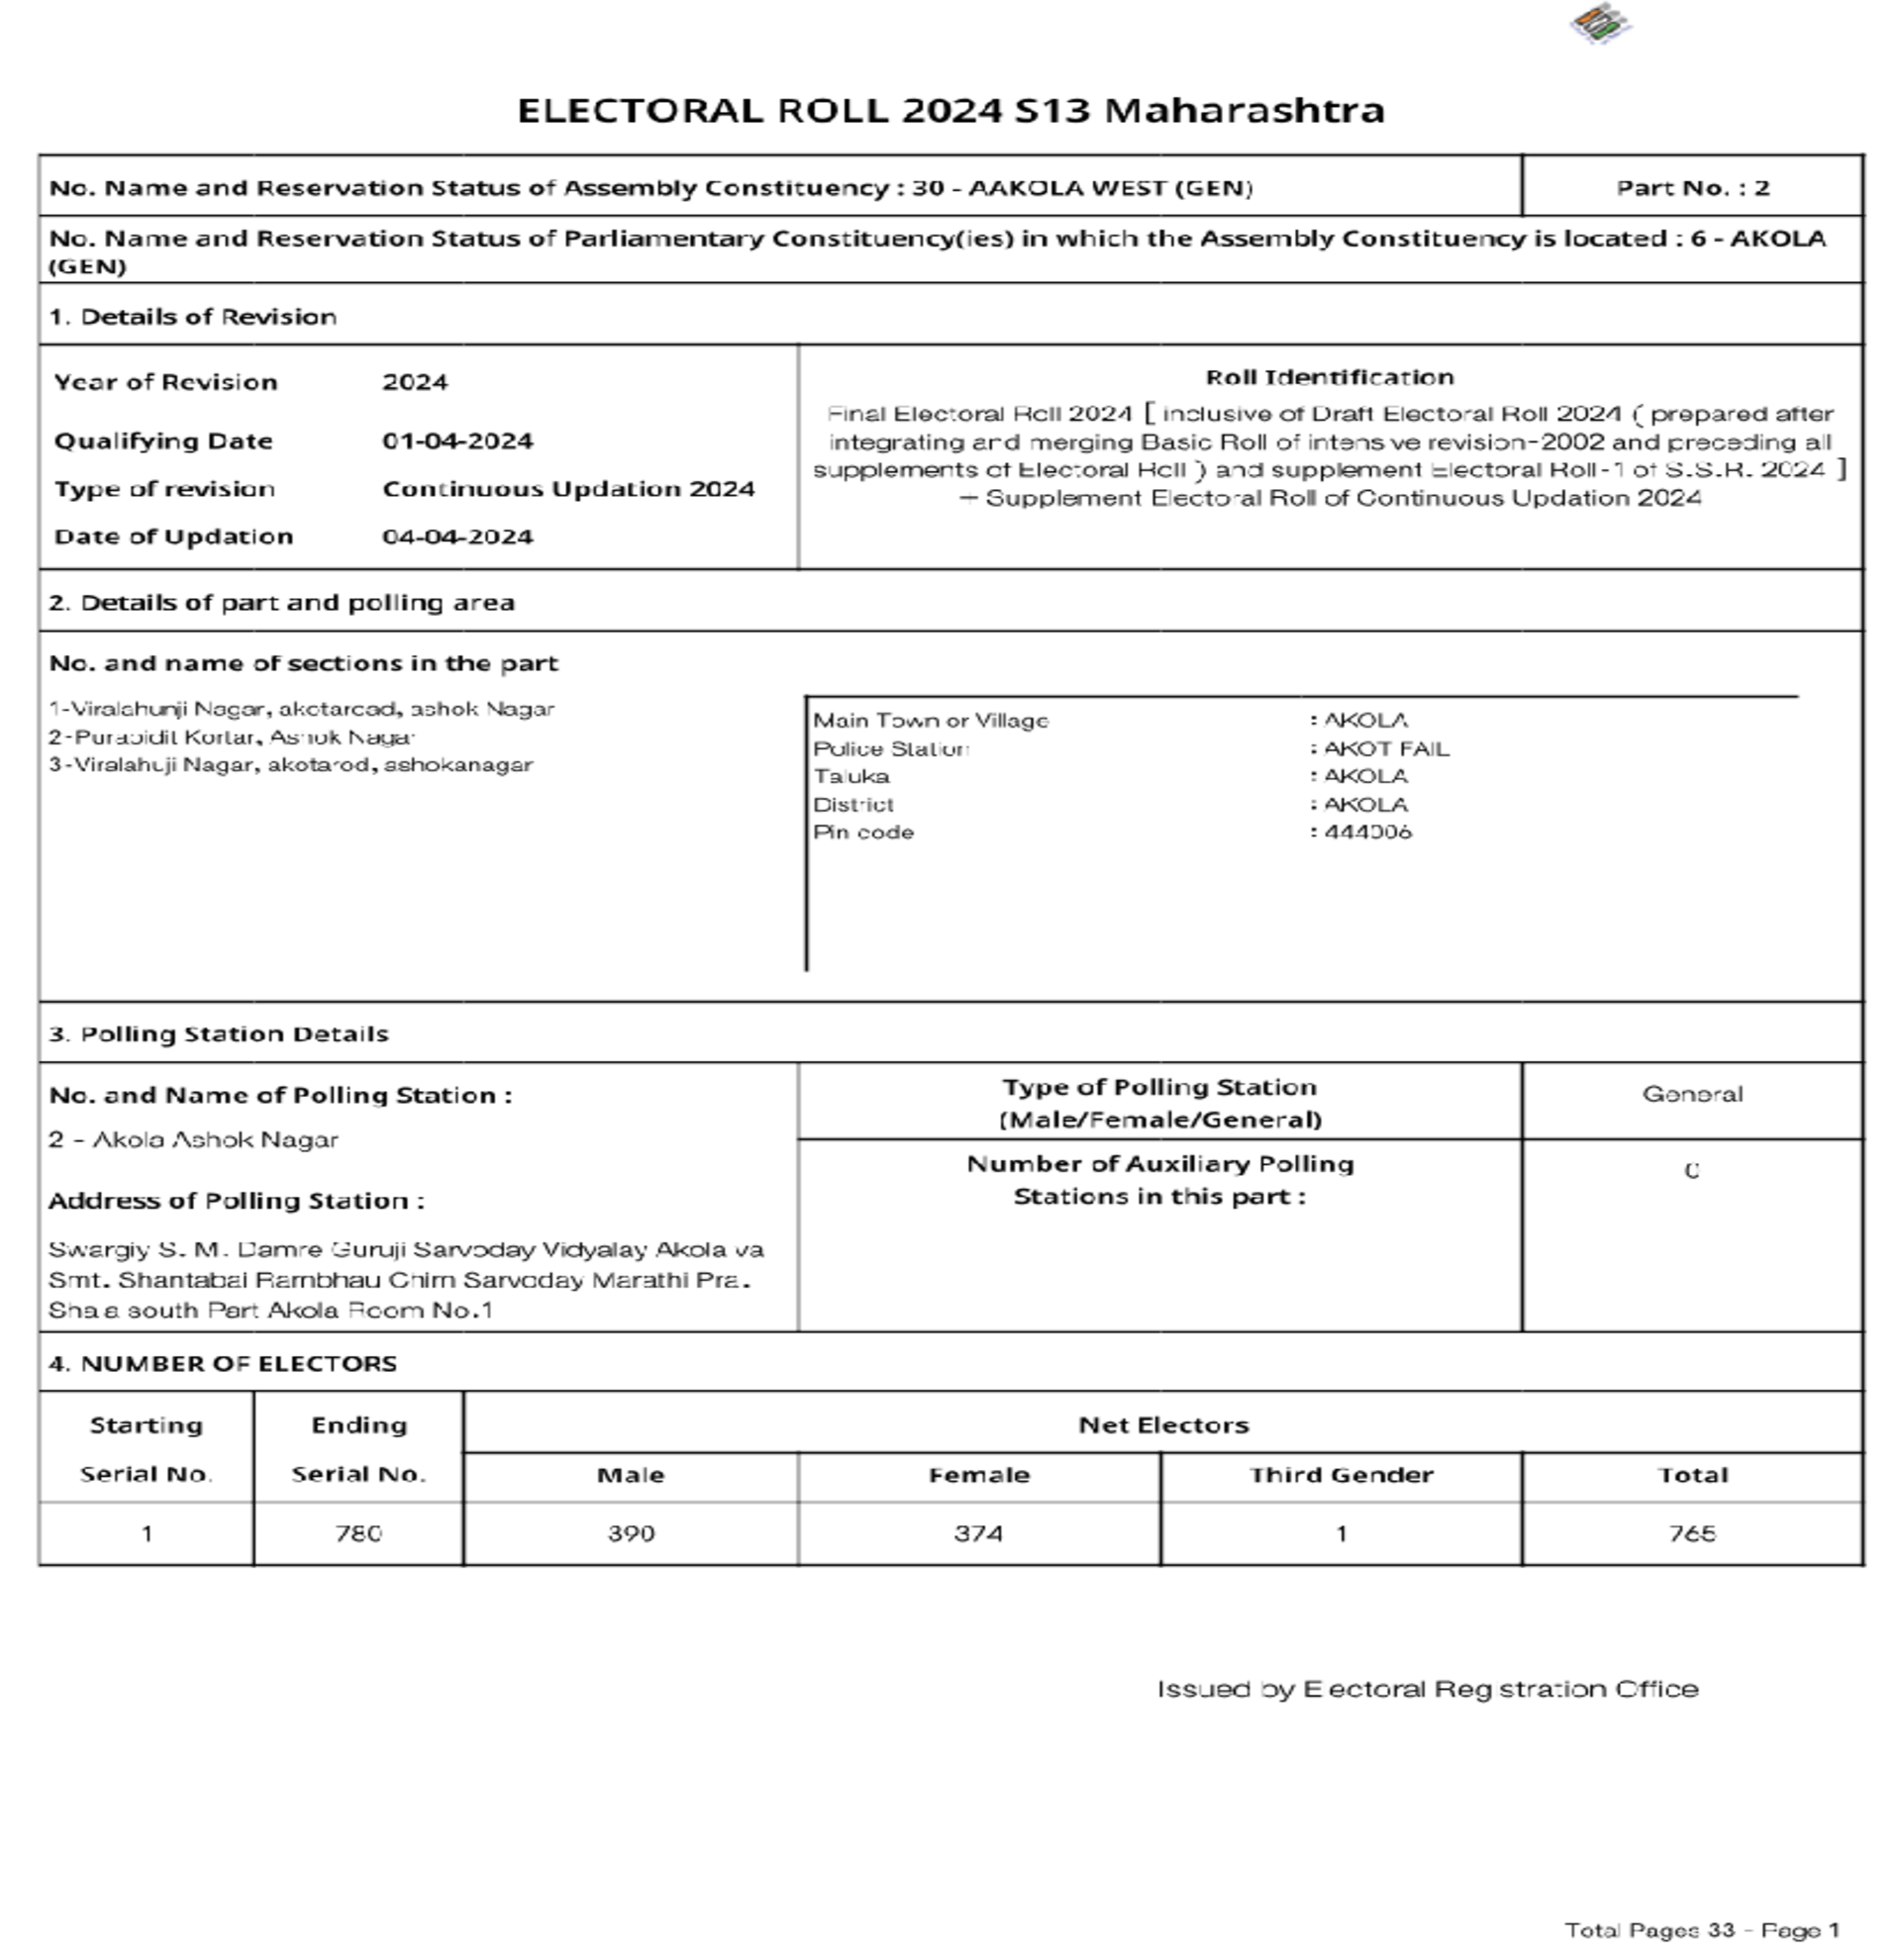 ELECTORAL ROLL 2024 S13 Maharashtra
No. Name and Reservation Status of Assembly Constituency : 30 - AAKOLA WEST (GEN)
Part No. : 2
No. Name and Reservation Status of Parliamentary Constituency(ies) in which the Assembly Constituency is located : 6 - AKOLA
(GEN)
1. Details of Revision
Year of Revision 2024
Qualifying Date 01-04-2024
Type of revision Continuous Updation 2024
Date of Updation 04-04-2024
Roll Identification
Final Electoral Roll 2024 [ inclusive of Draft Electoral Roll 2024 ( prepared after
integrating and merging Basic Roll of intensive revision-2002 and preceding all
supplements of Electoral Roll ) and supplement Electoral Roll-1 of S.S.R. 2024 ]
+ Supplement Electoral Roll of Continuous Updation 2024
2. Details of part and polling area
No. and name of sections in the part
1-Viralahunji Nagar, akotaroad, ashok Nagar
2- Ashok Nagar
3-Viralahuji Nagar, akotarod, ashokanagar
Main Town or Village : AKOLA
Police Station : AKOT FAIL
Taluka : AKOLA
District : AKOLA
Pin code : 444006
3. Polling Station Details
No. and Name of Polling Station :
2 - Akola Ashok Nagar
Address of Polling Station :
Swargiy S. M. Damre Guruji Sarvoday Vidyalay Akola va
Smt. Shantabai Rambhau Sarvoday Marathi Pra.
Shala south Part Akola Room No.1
Type of Polling Station
(Male/Female/General)
General
Number of Auxiliary Polling
Stations in this part :
0
4. NUMBER OF ELECTORS
Starting Ending Net Electors
Serial No. Serial No. Male Female Third Gender Total
1 780 390 374 1 765
Issued by Electoral Registration Office
Total Pages 33 - Page 1